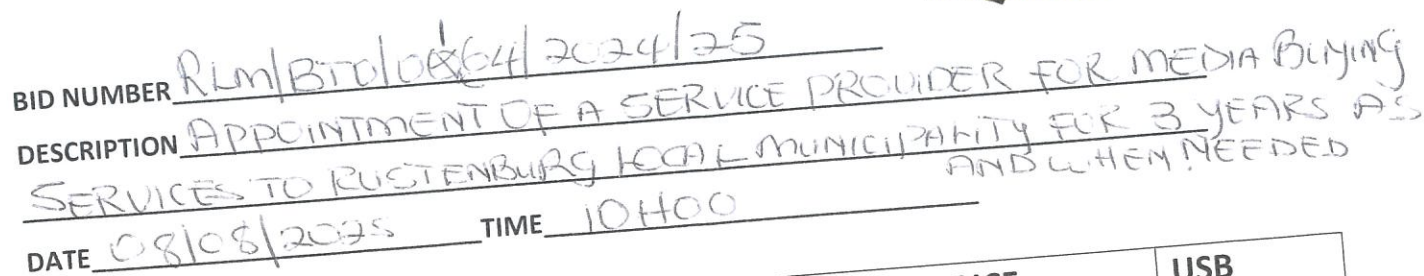 BID NUMBER RLM/BTO/0064/2024/25
DESCRIPTION APPOINTMENT OF A SERVICE PROVIDER FOR MEDIA BUYING
SERVICES TO RUSTENBURG LOCAL MUNICIPALITY FOR 3 YEARS AS
AND WHEN NEEDED
DATE 08/08/2025 TIME 10H00
USB